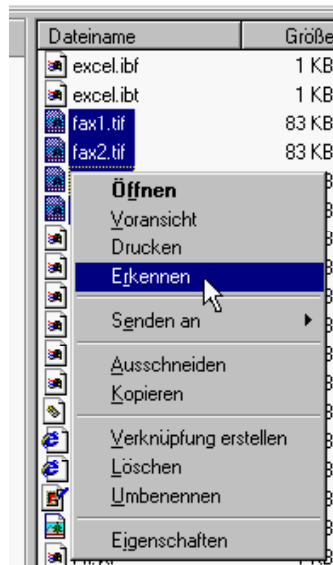 Dateiname Größe
excel.ibf 1 KB
excel.ibt 1 KB
fax1.tif 83 KB
fax2.tif 83 KB
Öffnen
Voransicht
Drucken
Erkennen
Senden an
Ausschneiden
Kopieren
Verknüpfung erstellen
Löschen
Umbenennen
Eigenschaften